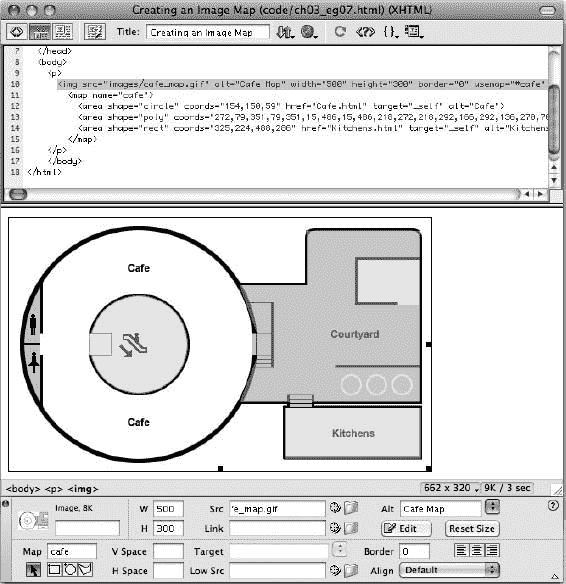 Creating an Image Map (code/ch03_eg07.html) (XHTML)
Title: Creating an Image Map
7 </head>
8 <body>
9 <p>
10 <img src="images/cafe_map.gif" alt="Cafe Map" width="500" height="300" border="0" usemap="#cafe"
11 <map name="cafe">
12 <area shape="circle" coords="154,150,59" href="Cafe.html" target="_self" alt="Cafe">
13 <area shape="poly" coords="272,79,351,79,351,15,486,15,486,218,272,218,292,166,292,136,270,76
14 <area shape="rect" coords="325,224,488,286" href="Kitchens.html" target="_self" alt="Kitchens
15 </map>
16 </p>
17 </body>
18 </html>
Cafe
Courtyard
Cafe
Kitchens
<body> <p> <img>
662 x 320 9K / 3 sec
Image, 8K W 500 Src fe_map.gif Alt Cafe Map
H 300 Link Edit Reset Size
Map cafe V Space Target Border 0
H Space Low Src Align Default